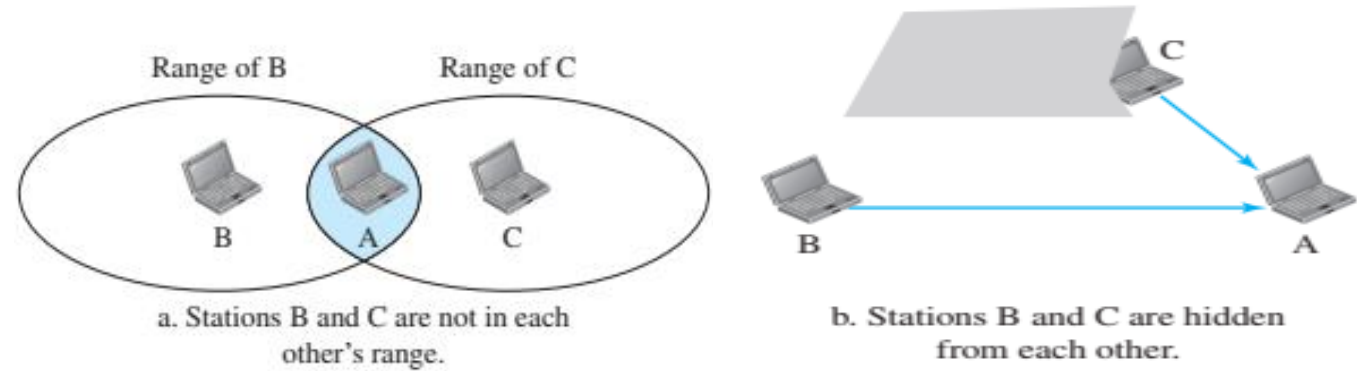 Range of B
Range of C
B
A
C
a. Stations B and C are not in each
other's range.
C
B
A
b. Stations B and C are hidden
from each other.